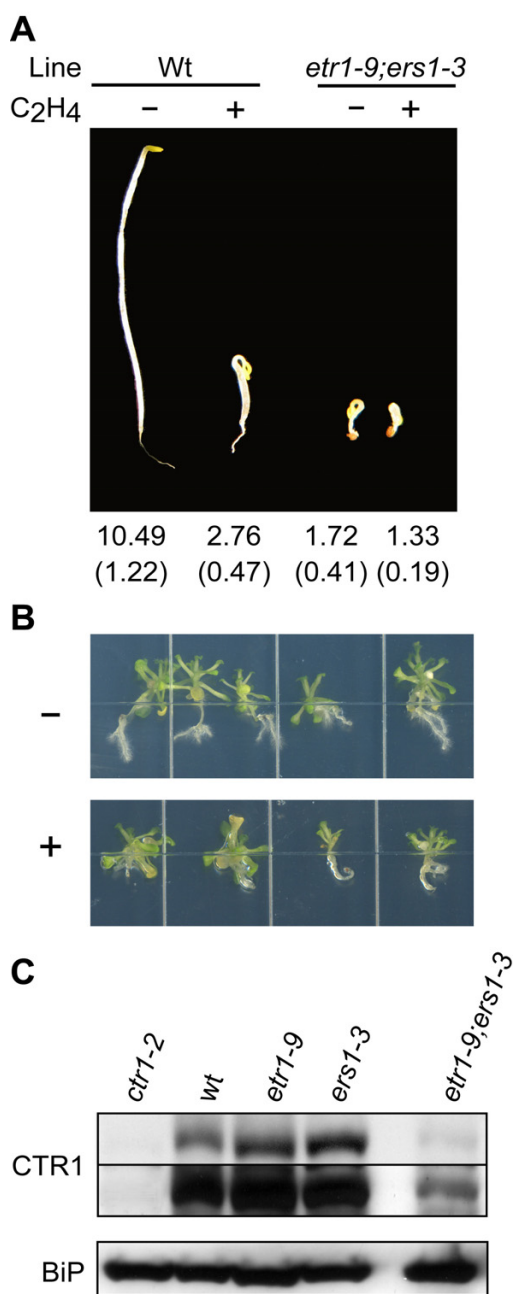 A
Line Wt etr1-9;ers1-3
C2H4 − + − +
10.49 2.76 1.72 1.33
(1.22) (0.47) (0.41) (0.19)
B
−
+
C
ctr1-2 wt etr1-9 ers1-3 etr1-9;ers1-3
CTR1
BiP